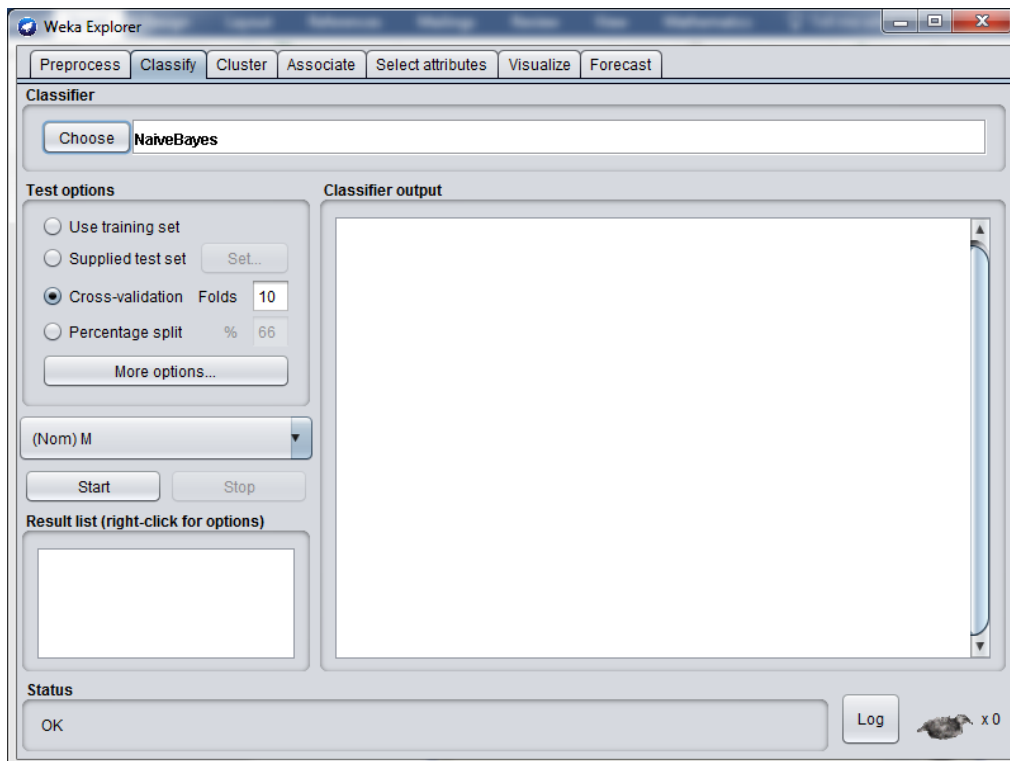 Weka Explorer
Preprocess Classify Cluster Associate Select attributes Visualize Forecast
Classifier
Choose NaiveBayes
Test options
Use training set
Supplied test set Set...
Cross-validation Folds 10
Percentage split % 66
More options...
(Nom) M
Start Stop
Result list (right-click for options)
Classifier output
Status
OK
Log x 0